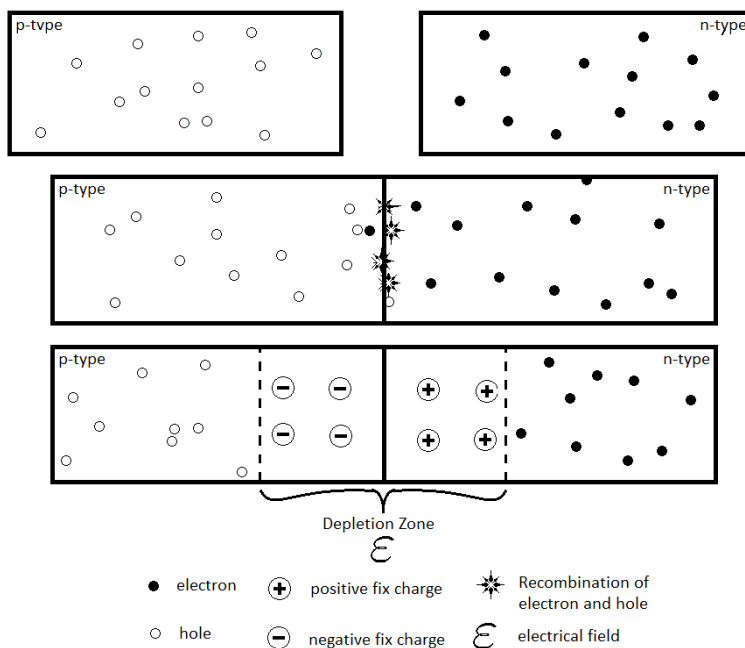 p-tvpe
n-type
p-type
n-type
p-type
n-type
Depletion Zone
ℰ
electron
positive fix charge
Recombination of
electron and hole
hole
negative fix charge
ℰ electrical field